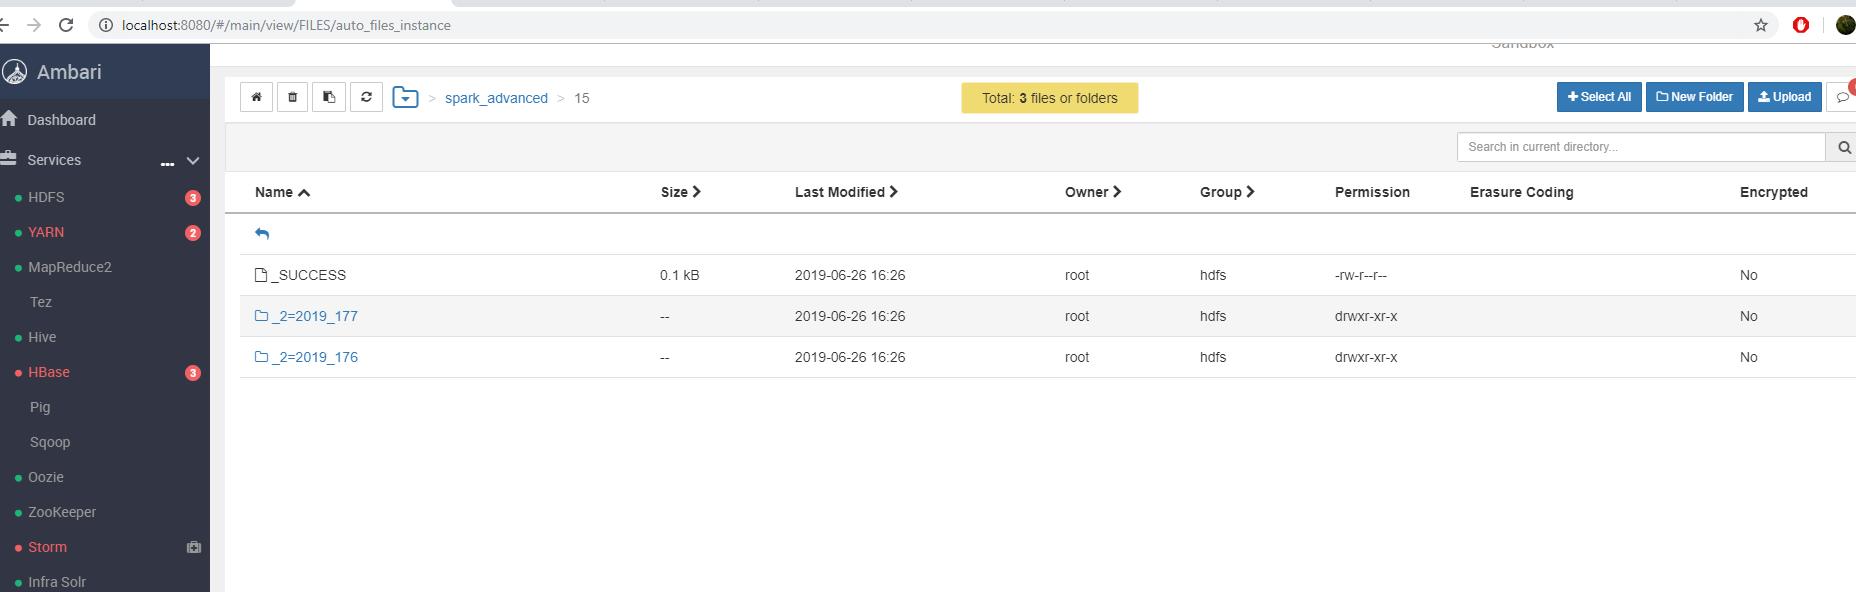 localhost:8080/#/main/view/FILES/auto_files_instance
Sandbox
Ambari
> spark_advanced > 15
Total: 3 files or folders
Select All
New Folder
Upload
Dashboard
Services ...
Search in current directory...
Name Size Last Modified Owner Group Permission Erasure Coding Encrypted
HDFS 3
YARN 2
MapReduce2
_SUCCESS 0.1 kB 2019-06-26 16:26 root hdfs -rw-r--r-- No
Tez
_2=2019_177 -- 2019-06-26 16:26 root hdfs drwxr-xr-x No
Hive
_2=2019_176 -- 2019-06-26 16:26 root hdfs drwxr-xr-x No
HBase 3
Pig
Sqoop
Oozie
ZooKeeper
Storm
Infra Solr